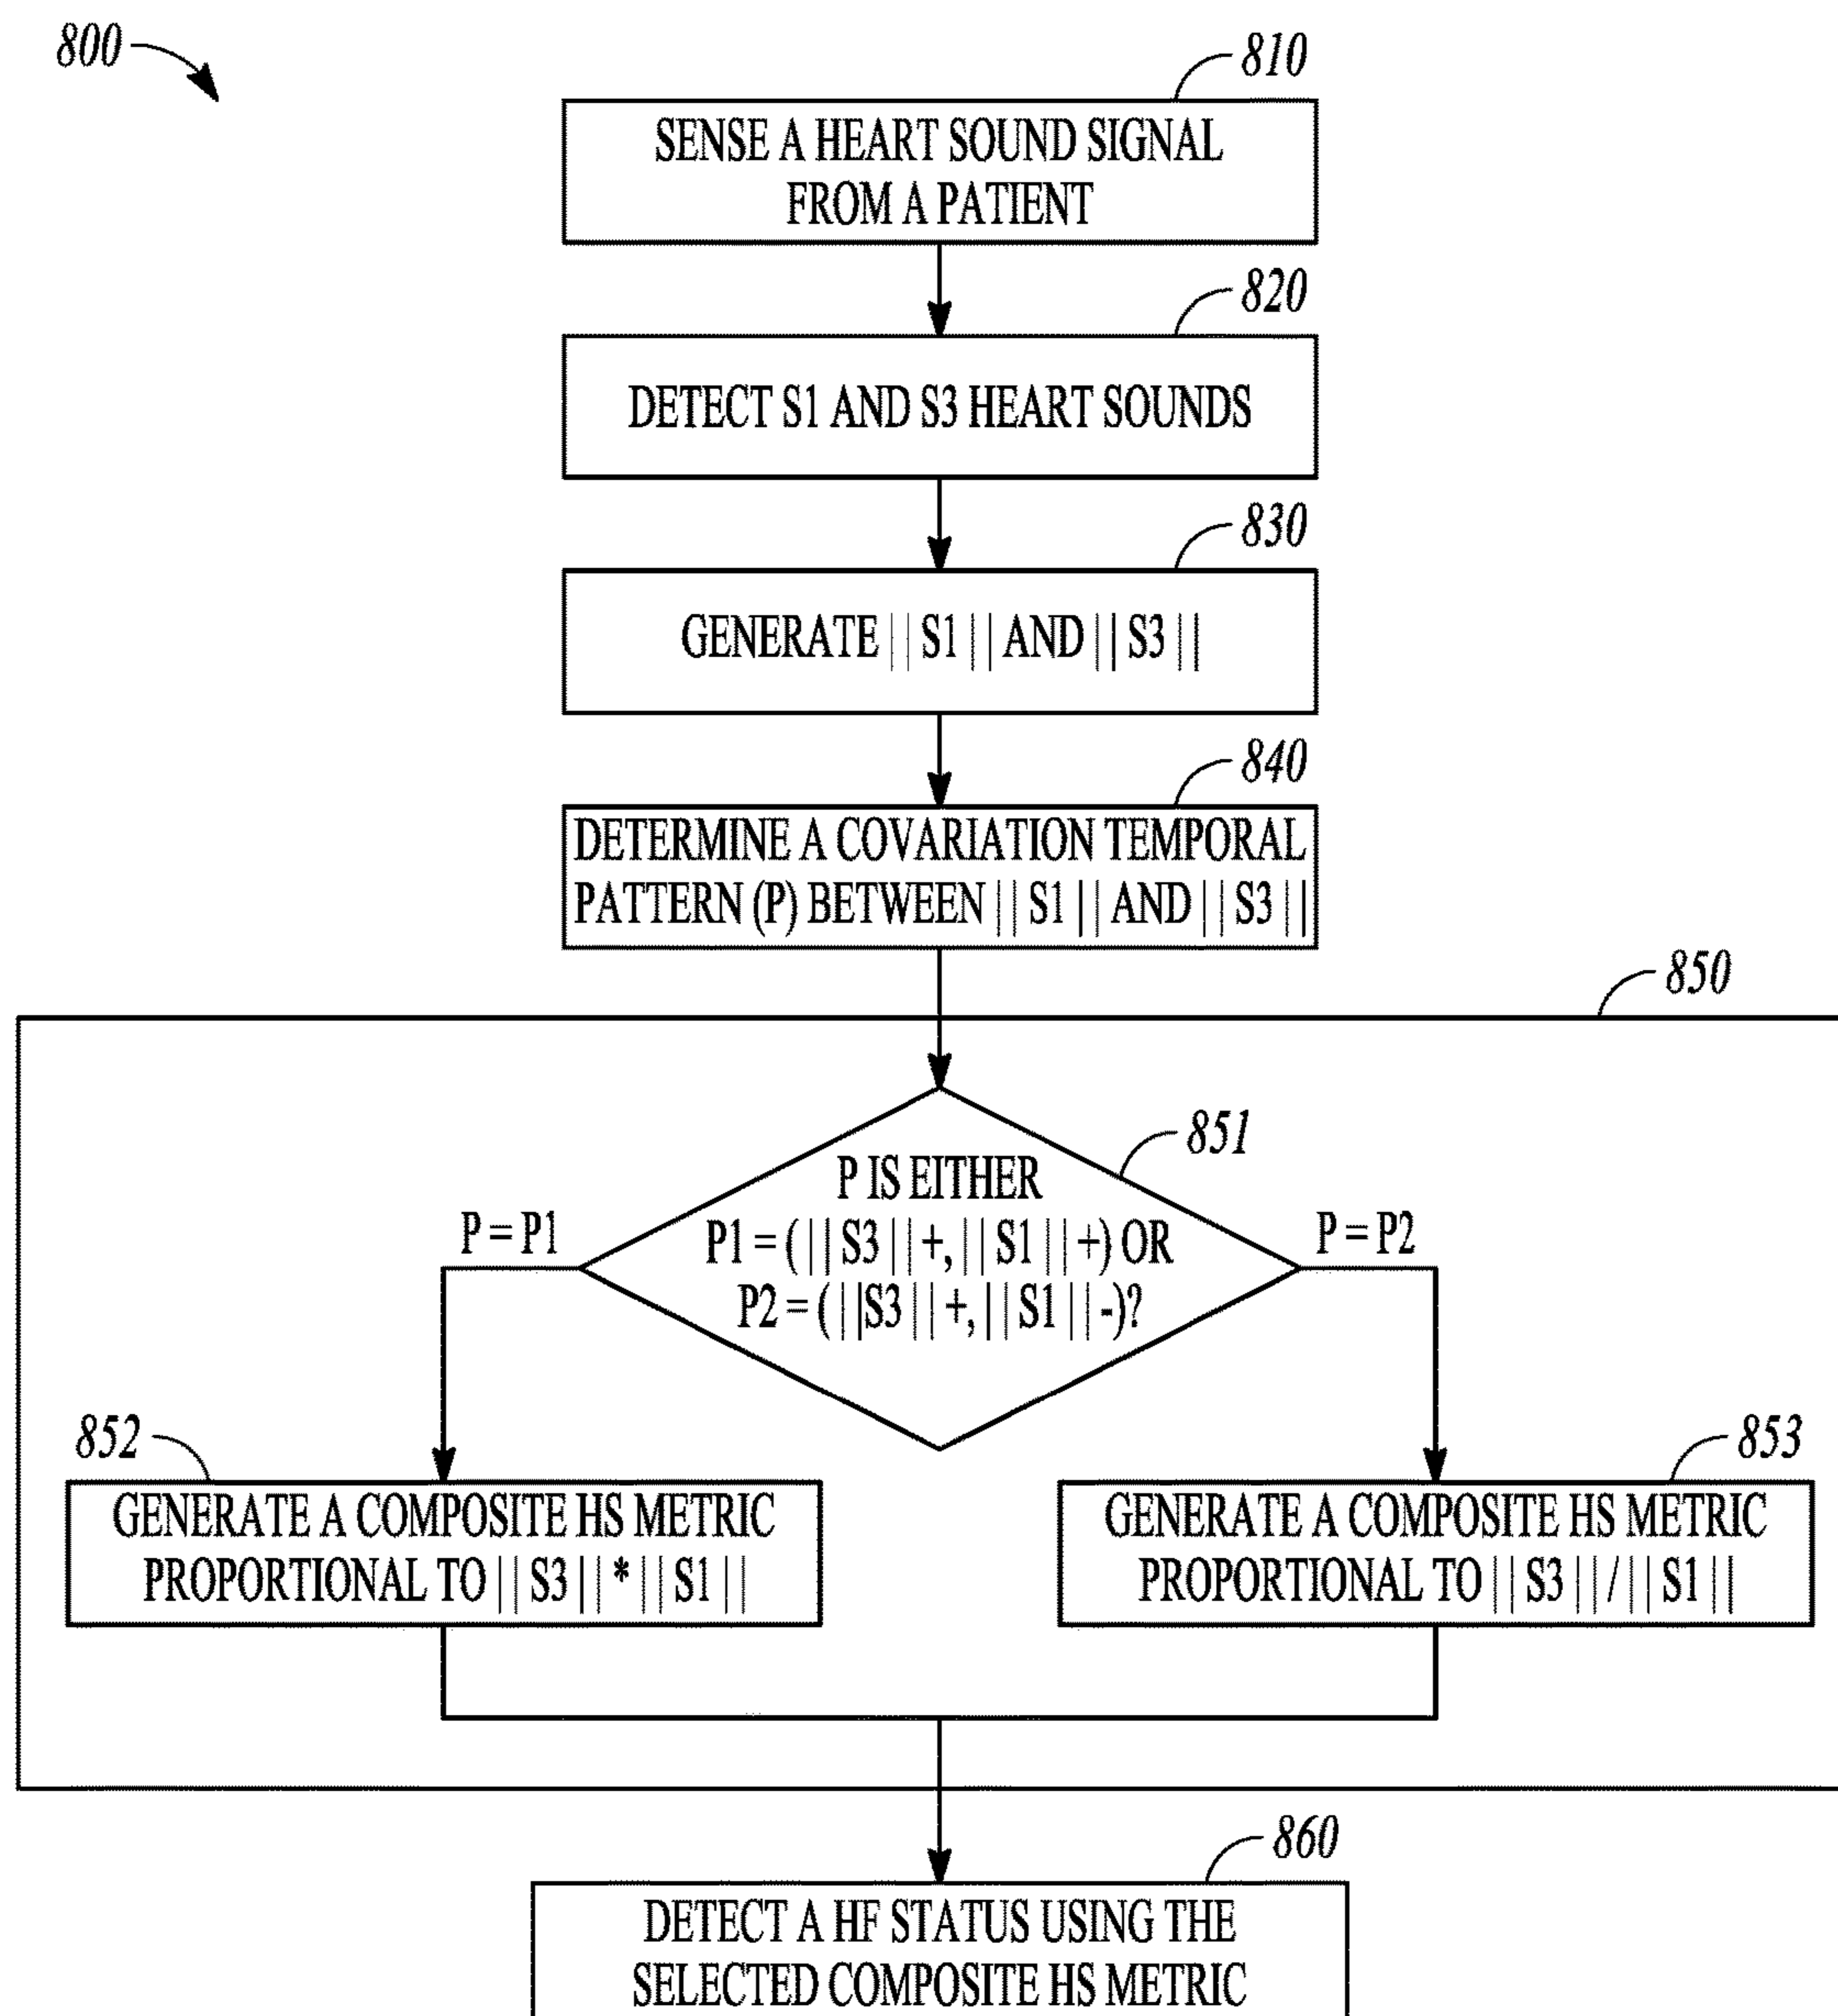 800
810
SENSE A HEART SOUND SIGNAL
FROM A PATIENT
820
DETECT S1 AND S3 HEART SOUNDS
830
GENERATE || S1 || AND || S3 ||
840
DETERMINE A COVARIATION TEMPORAL
PATTERN (P) BETWEEN || S1 || AND || S3 ||
850
851
P IS EITHER
P1 = ( || S3 || +, || S1 || +) OR
P2 = ( ||S3 || +, || S1 || -)?
P = P1
P = P2
852
GENERATE A COMPOSITE HS METRIC
PROPORTIONAL TO || S3 || * || S1 ||
853
GENERATE A COMPOSITE HS METRIC
PROPORTIONAL TO || S3 || / || S1 ||
860
DETECT A HF STATUS USING THE
SELECTED COMPOSITE HS METRIC